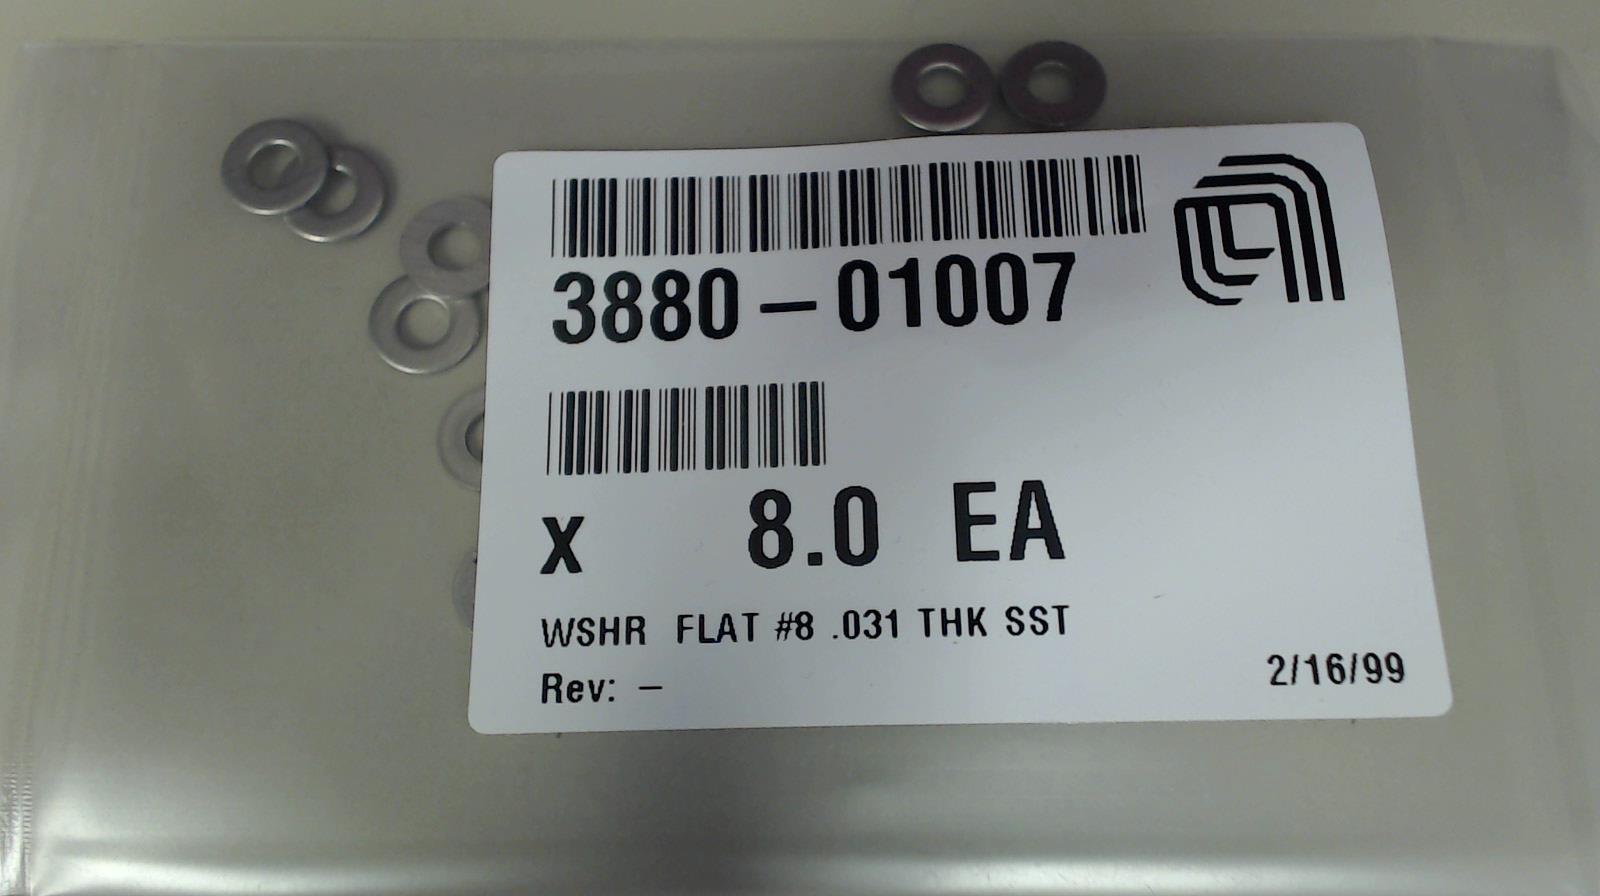 3880-01007
X 8.0 EA
WSHR FLAT #8 .031 THK SST
Rev: -
2/16/99